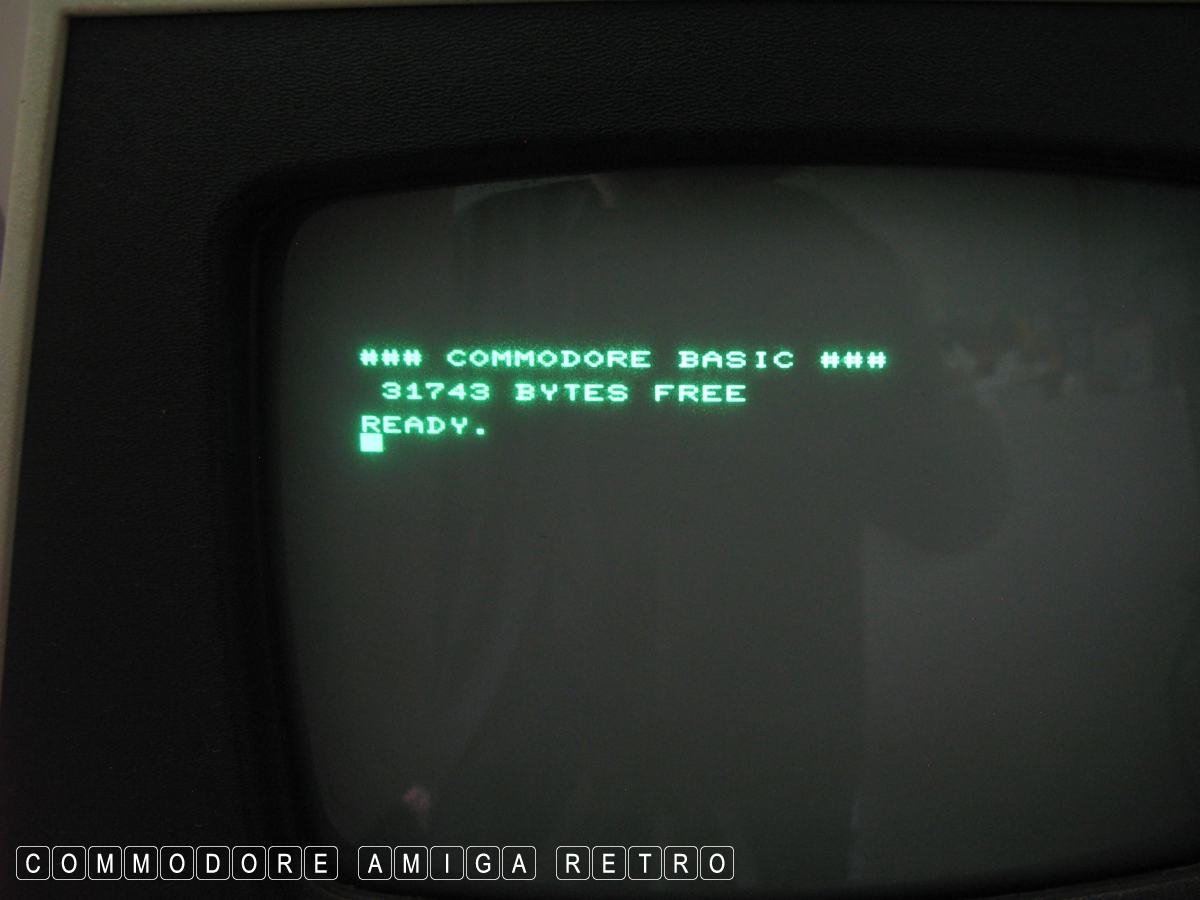 ### COMMODORE BASIC ###
31743 BYTES FREE
READY.
COMMODORE AMIGA RETRO